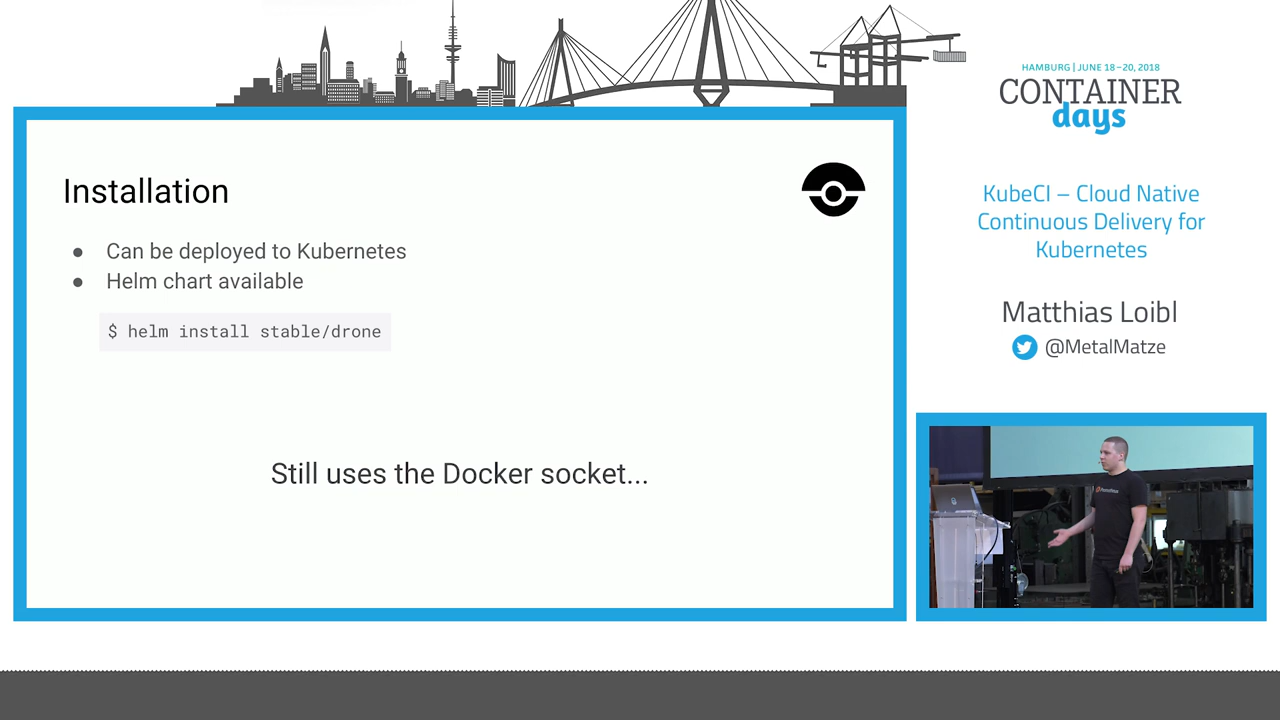 HAMBURG | JUNE 18–20, 2018
CONTAINER
days
Installation
● Can be deployed to Kubernetes
● Helm chart available
$ helm install stable/drone
Still uses the Docker socket...
KubeCI – Cloud Native
Continuous Delivery for
Kubernetes
Matthias Loibl
@MetalMatze